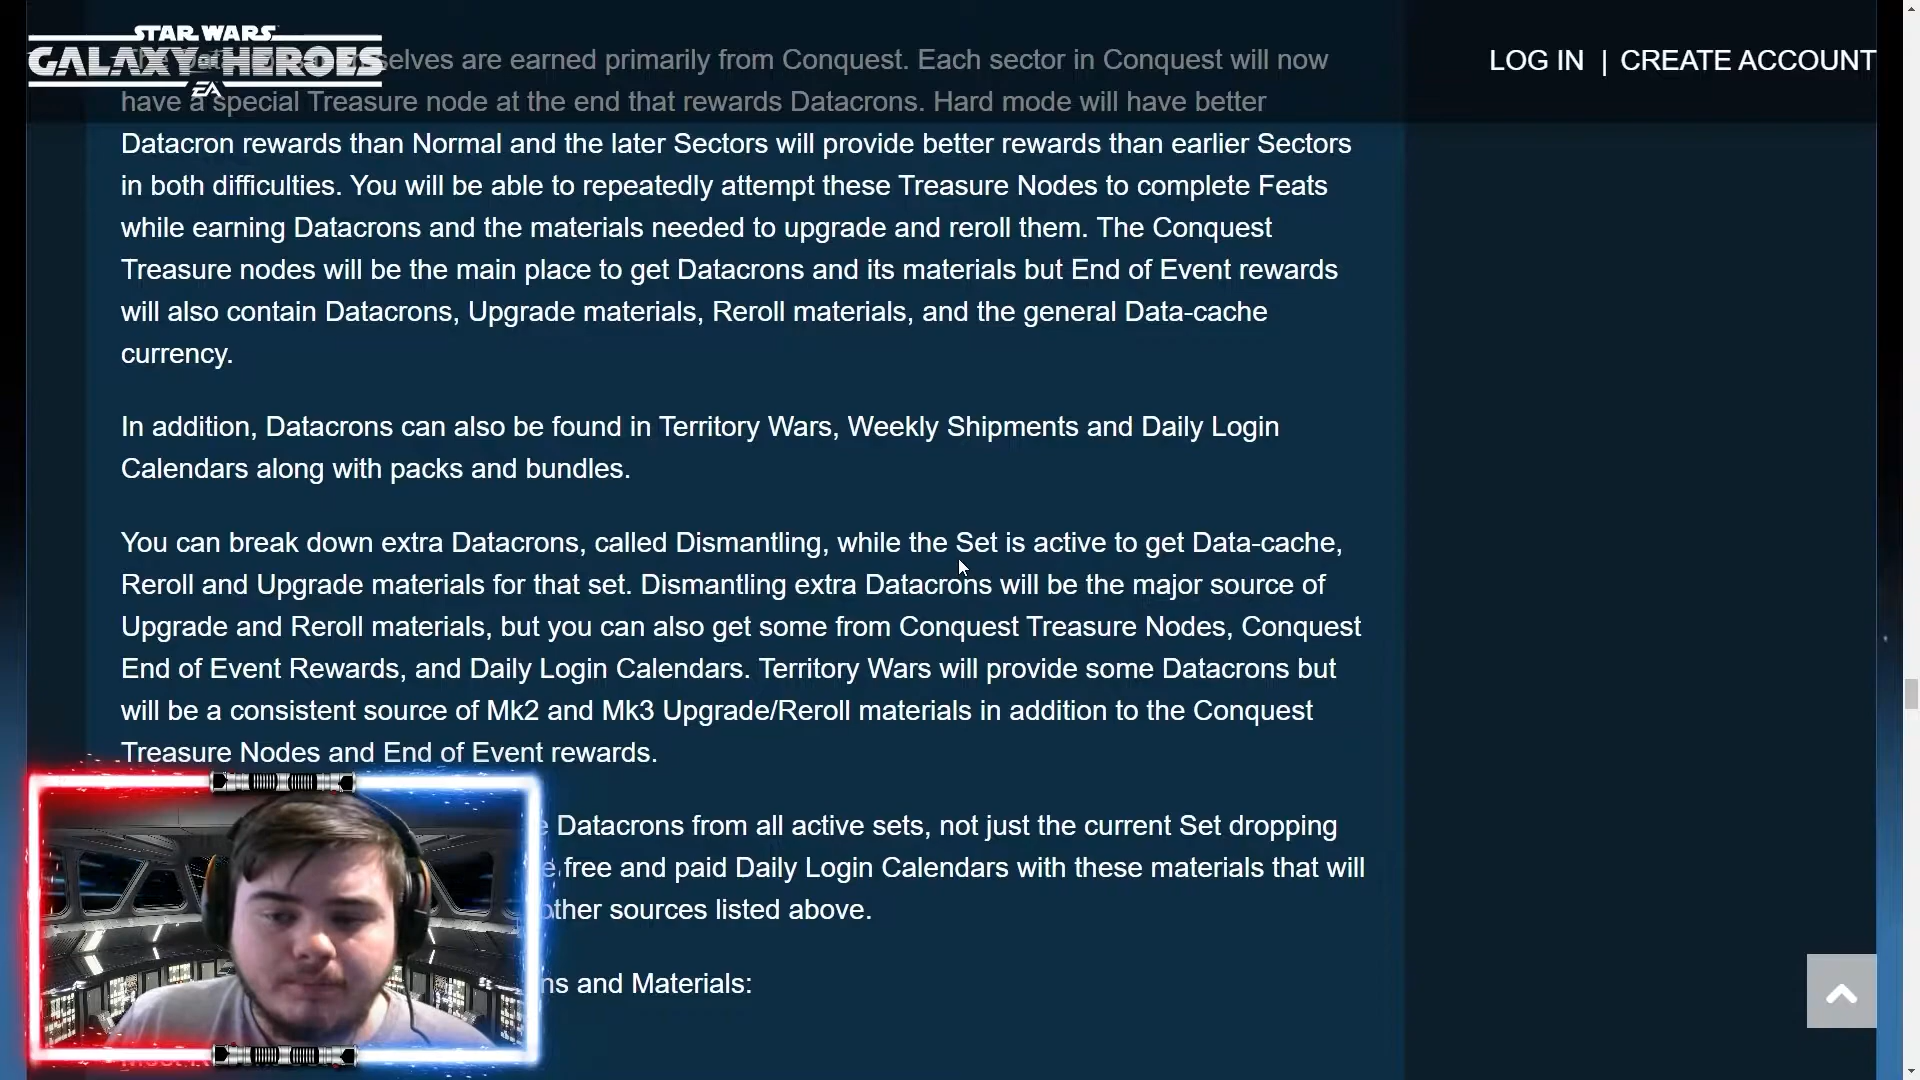 STAR WARS
GALAXY OF HEROES
EA
LOG IN | CREATE ACCOUNT
selves are earned primarily from Conquest. Each sector in Conquest will now
have a special Treasure node at the end that rewards Datacrons. Hard mode will have better
Datacron rewards than Normal and the later Sectors will provide better rewards than earlier Sectors
in both difficulties. You will be able to repeatedly attempt these Treasure Nodes to complete Feats
while earning Datacrons and the materials needed to upgrade and reroll them. The Conquest
Treasure nodes will be the main place to get Datacrons and its materials but End of Event rewards
will also contain Datacrons, Upgrade materials, Reroll materials, and the general Data-cache
currency.
In addition, Datacrons can also be found in Territory Wars, Weekly Shipments and Daily Login
Calendars along with packs and bundles.
You can break down extra Datacrons, called Dismantling, while the Set is active to get Data-cache,
Reroll and Upgrade materials for that set. Dismantling extra Datacrons will be the major source of
Upgrade and Reroll materials, but you can also get some from Conquest Treasure Nodes, Conquest
End of Event Rewards, and Daily Login Calendars. Territory Wars will provide some Datacrons but
will be a consistent source of Mk2 and Mk3 Upgrade/Reroll materials in addition to the Conquest
Treasure Nodes and End of Event rewards.
e Datacrons from all active sets, not just the current Set dropping
e free and paid Daily Login Calendars with these materials that will
other sources listed above.
ns and Materials: